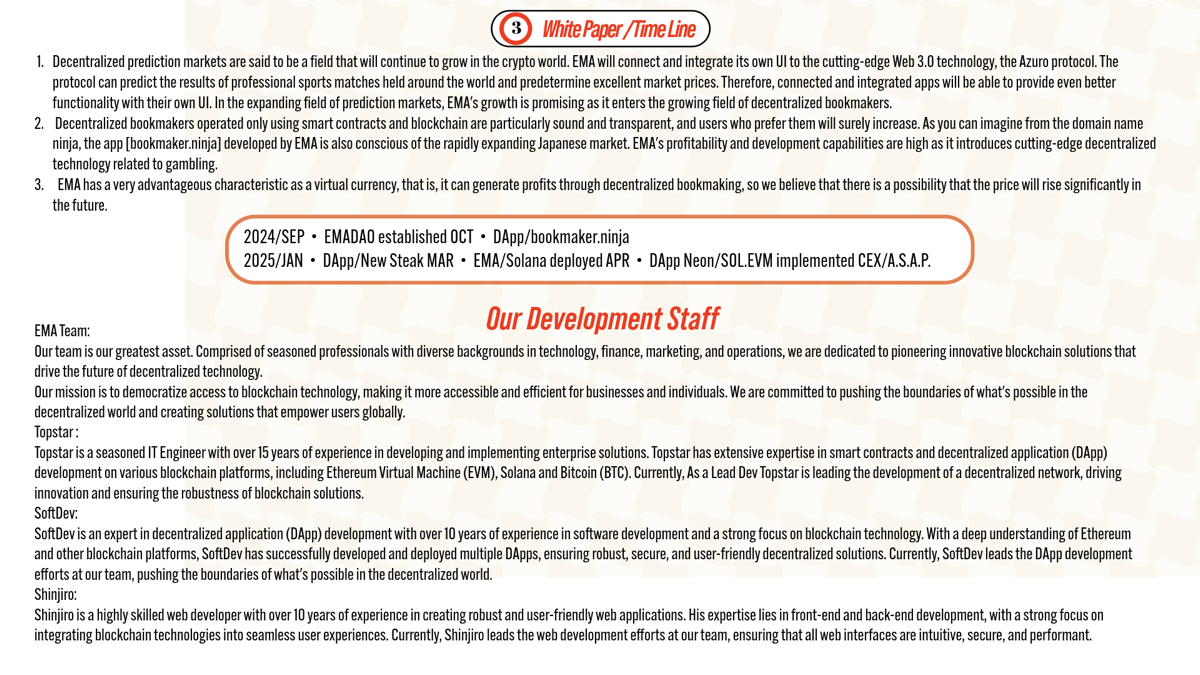 3 White Paper /Time Line
1. Decentralized prediction markets are said to be a field that will continue to grow in the crypto world. EMA will connect and integrate its own UI to the cutting-edge Web 3.0 technology, the Azuro protocol. The
protocol can predict the results of professional sports matches held around the world and predetermine excellent market prices. Therefore, connected and integrated apps will be able to provide even better
functionality with their own UI. In the expanding field of prediction markets, EMA's growth is promising as it enters the growing field of decentralized bookmakers.
2. Decentralized bookmakers operated only using smart contracts and blockchain are particularly sound and transparent, and users who prefer them will surely increase. As you can imagine from the domain name
ninja, the app [bookmaker.ninja] developed by EMA is also conscious of the rapidly expanding Japanese market. EMA's profitability and development capabilities are high as it introduces cutting-edge decentralized
technology related to gambling.
3. EMA has a very advantageous characteristic as a virtual currency, that is, it can generate profits through decentralized bookmaking, so we believe that there is a possibility that the price will rise significantly in
the future.
2024/SEP • EMADAO established OCT • DApp/bookmaker.ninja
2025/JAN • DApp/New Steak MAR • EMA/Solana deployed APR • DApp Neon/SOL.EVM implemented CEX/A.S.A.P.
Our Development Staff
EMA Team:
Our team is our greatest asset. Comprised of seasoned professionals with diverse backgrounds in technology, finance, marketing, and operations, we are dedicated to pioneering innovative blockchain solutions that
drive the future of decentralized technology.
Our mission is to democratize access to blockchain technology, making it more accessible and efficient for businesses and individuals. We are committed to pushing the boundaries of what's possible in the
decentralized world and creating solutions that empower users globally.
Topstar :
Topstar is a seasoned IT Engineer with over 15 years of experience in developing and implementing enterprise solutions. Topstar has extensive expertise in smart contracts and decentralized application (DApp)
development on various blockchain platforms, including Ethereum Virtual Machine (EVM), Solana and Bitcoin (BTC). Currently, As a Lead Dev Topstar is leading the development of a decentralized network, driving
innovation and ensuring the robustness of blockchain solutions.
SoftDev:
SoftDev is an expert in decentralized application (DApp) development with over 10 years of experience in software development and a strong focus on blockchain technology. With a deep understanding of Ethereum
and other blockchain platforms, SoftDev has successfully developed and deployed multiple DApps, ensuring robust, secure, and user-friendly decentralized solutions. Currently, SoftDev leads the DApp development
efforts at our team, pushing the boundaries of what's possible in the decentralized world.
Shinjiro:
Shinjiro is a highly skilled web developer with over 10 years of experience in creating robust and user-friendly web applications. His expertise lies in front-end and back-end development, with a strong focus on
integrating blockchain technologies into seamless user experiences. Currently, Shinjiro leads the web development efforts at our team, ensuring that all web interfaces are intuitive, secure, and performant.